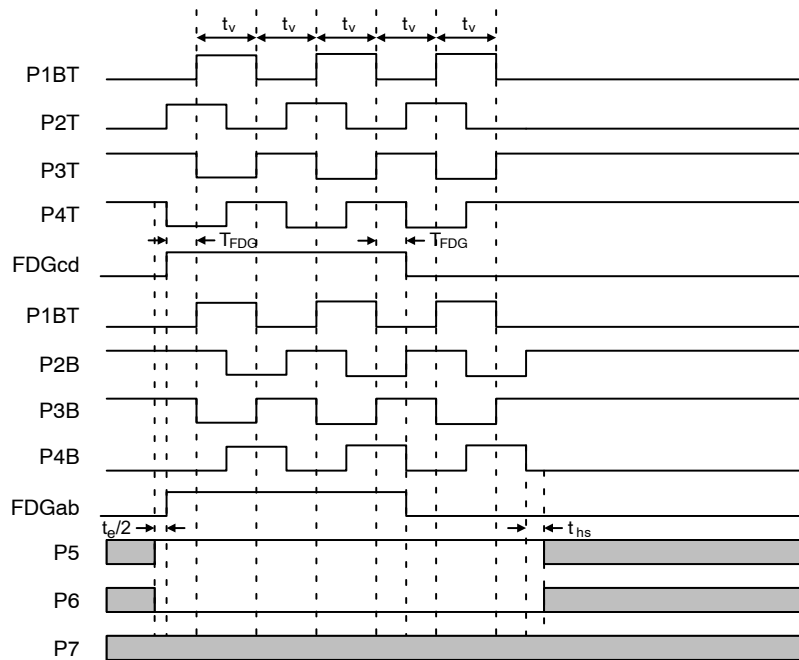 tv tv tv tv tv
P1BT
P2T
P3T
P4T
TFDG TFDG
FDGcd
P1BT
P2B
P3B
P4B
FDGab
te/2 ths
P5
P6
P7